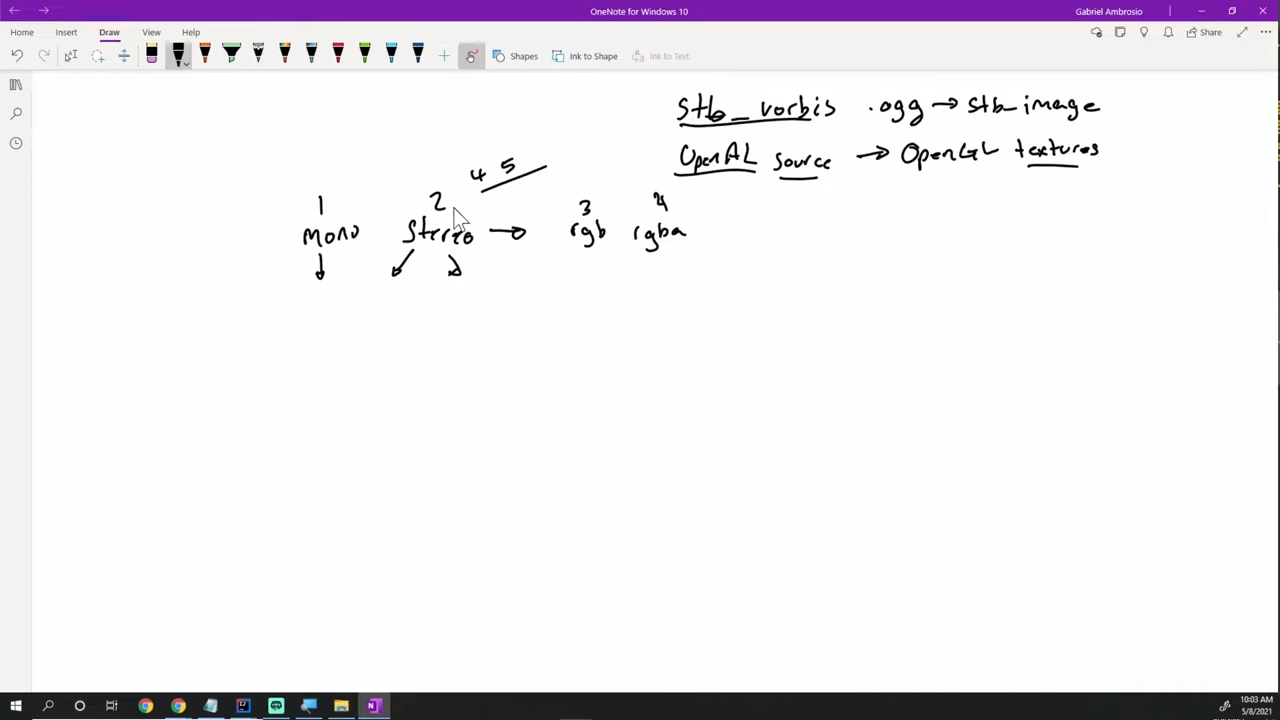 OneNote for Windows 10
Gabriel Ambrosio
Home Insert Draw View Help
Share
Shapes Ink to Shape Ink to Text
stb_vorbis .ogg → stb_image
OpenAL source → OpenGL textures
4 5
1 2 3 4
Mono Stereo → rgb rgba
10:03 AM
5/8/2021